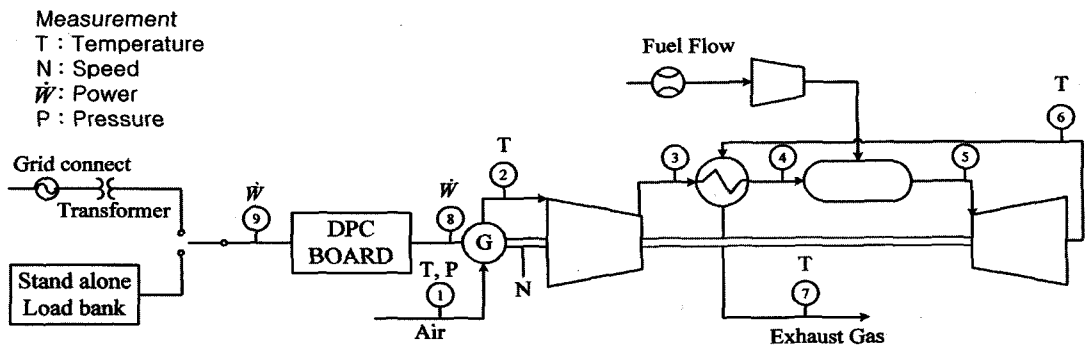 Measurement
T : Temperature
N : Speed
Ẇ : Power
P : Pressure
Fuel Flow
T
6
Grid connect
Transformer
Ẇ
9
DPC
BOARD
Ẇ
8
T
2
G
3
4
5
Stand alone
Load bank
T, P
1
Air
N
T
7
Exhaust Gas